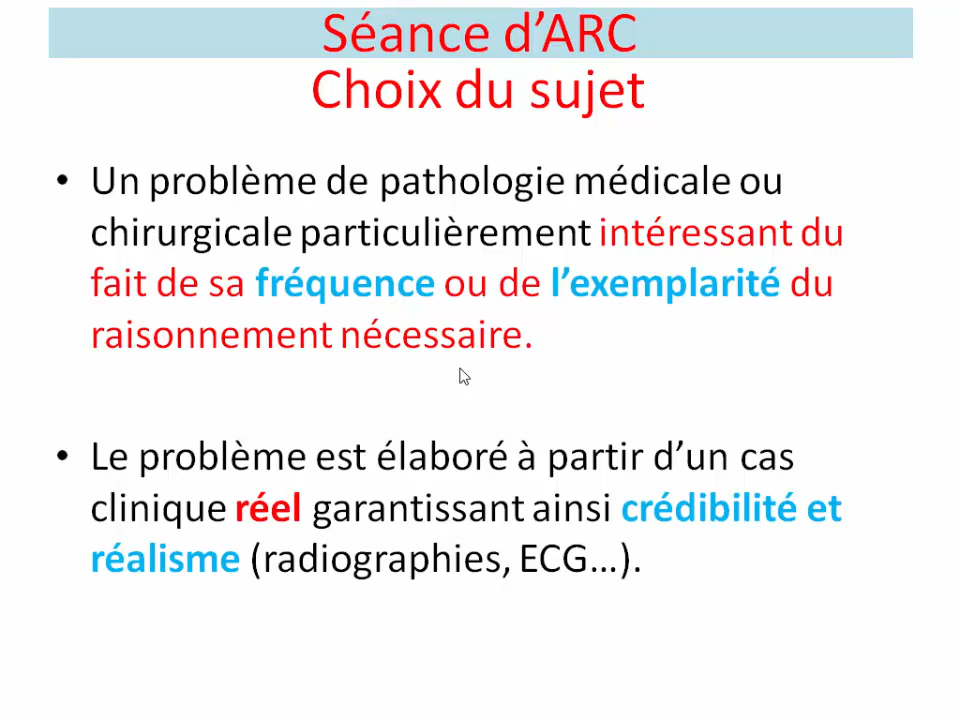 Séance d’ARC
Choix du sujet
• Un problème de pathologie médicale ou
chirurgicale particulièrement intéressant du
fait de sa fréquence ou de l’exemplarité du
raisonnement nécessaire.
• Le problème est élaboré à partir d’un cas
clinique réel garantissant ainsi crédibilité et
réalisme (radiographies, ECG…).